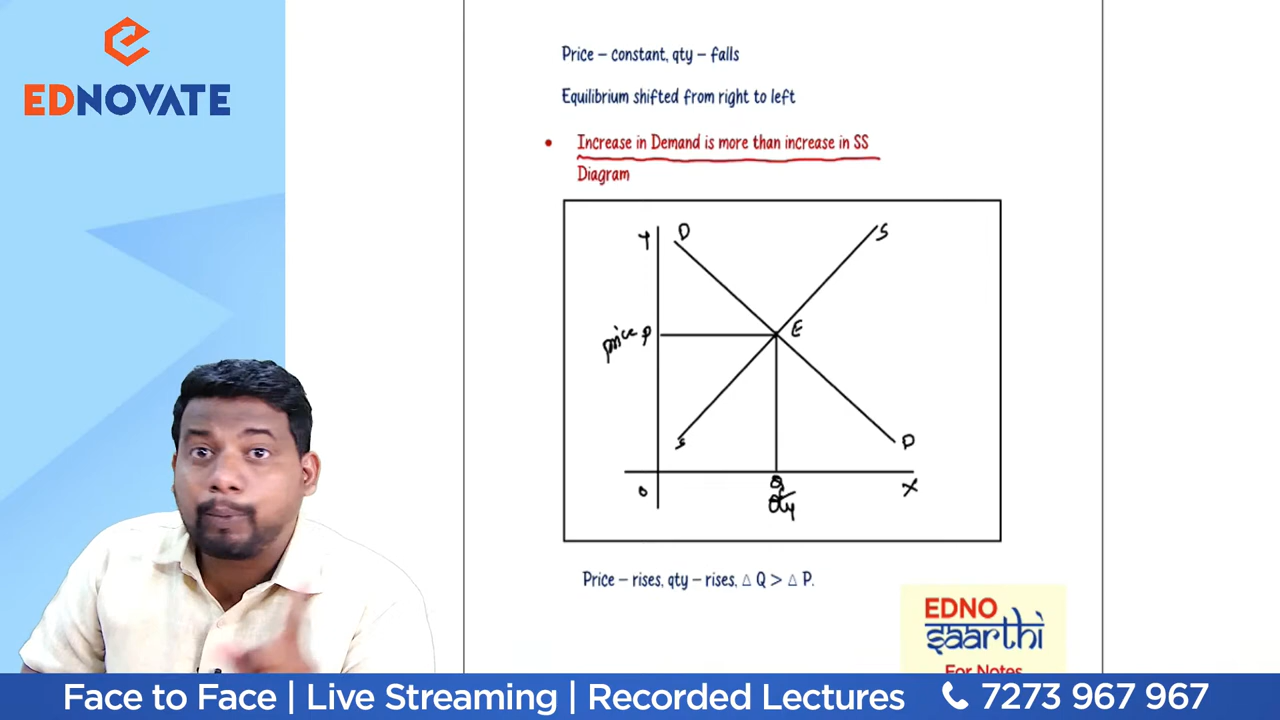 EDNOVATE
Price – constant, qty – falls
Equilibrium shifted from right to left
• Increase in Demand is more than increase in SS
Diagram
Y
D
S
price P
E
S
D
O
Q
Qty
X
Price – rises, qty – rises, △ Q > △ P.
EDNO
saarthi
For Notes
Face to Face | Live Streaming | Recorded Lectures 7273 967 967